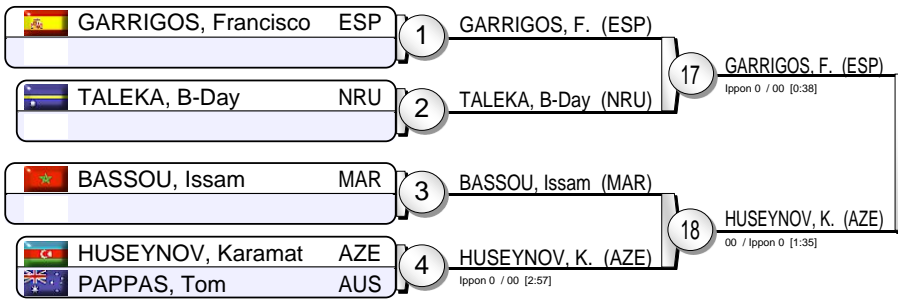 GARRIGOS, Francisco ESP
1
GARRIGOS, F. (ESP)
17
GARRIGOS, F. (ESP)
Ippon 0 / 00 [0:38]
TALEKA, B-Day NRU
2
TALEKA, B-Day (NRU)
BASSOU, Issam MAR
3
BASSOU, Issam (MAR)
18
HUSEYNOV, K. (AZE)
00 / Ippon 0 [1:35]
HUSEYNOV, Karamat AZE
PAPPAS, Tom AUS
4
HUSEYNOV, K. (AZE)
Ippon 0 / 00 [2:57]